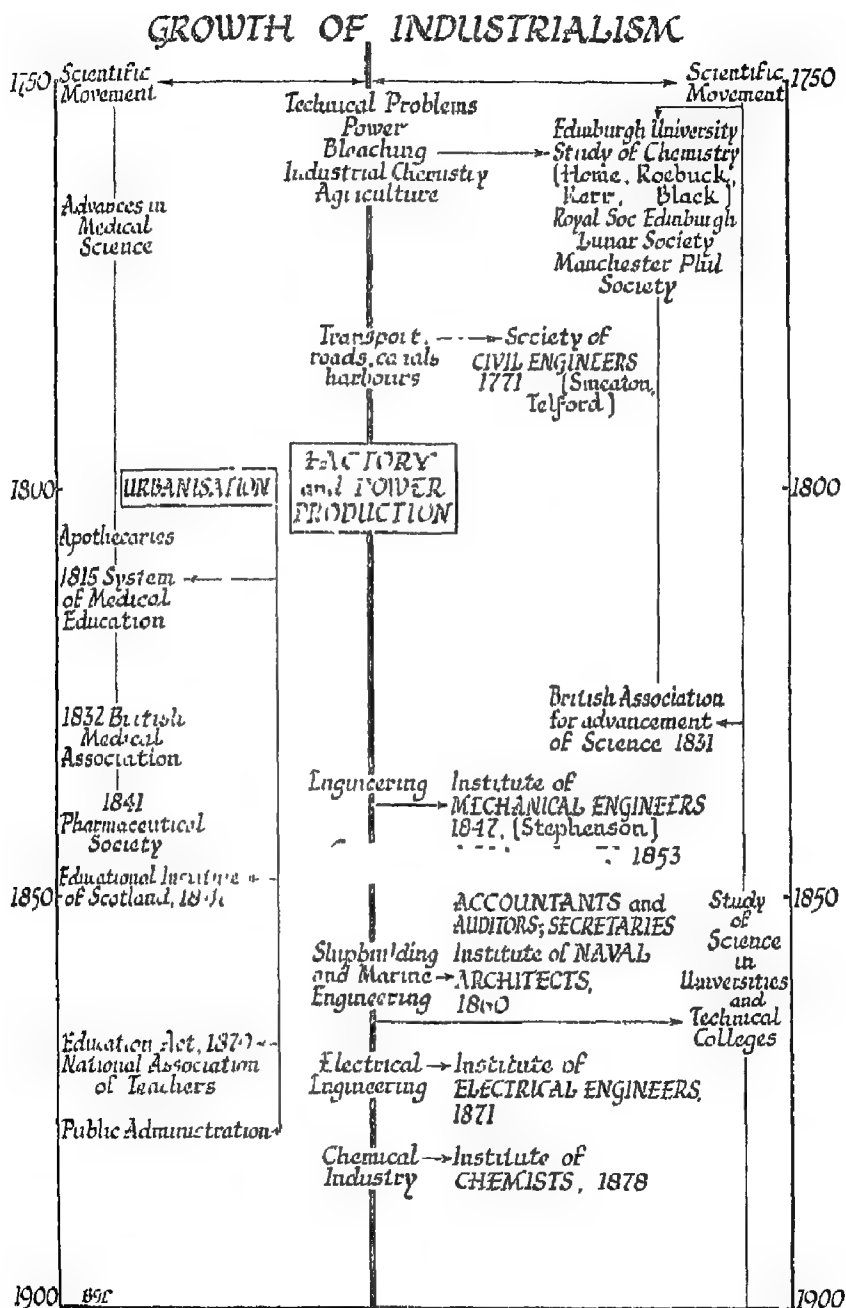 GROWTH OF INDUSTRIALISM
1750
Scientific
Movement
Scientific
Movement
1750
Technical Problems
Power
Bleaching
Industrial Chemistry
Agriculture
Edinburgh University
Study of Chemistry
[Home, Roebuck,
Kerr, Black]
Royal Soc Edinburgh
Lunar Society
Manchester Phil
Society
Advances in
Medical
Science
Transport,
roads, canals
harbours
Society of
CIVIL ENGINEERS
1771 [Smeaton,
Telford]
1800
URBANISATION
FACTORY
and POWER
PRODUCTION
1800
Apothecaries
1815 System
of Medical
Education
1832 British
Medical
Association
British Association
for advancement
of Science 1831
1841
Pharmaceutical
Society
Engineering
Institute of
MECHANICAL ENGINEERS
1847, [Stephenson]
1853
Educational Institute
of Scotland,
1850
ACCOUNTANTS and
AUDITORS; SECRETARIES
Study
of
Science
in
Universities
and
Technical
Colleges
1850
Shipbuilding
and Marine
Engineering
Institute of NAVAL
ARCHITECTS,
1860
Education Act, 1870
National Association
of Teachers
Electrical
Engineering
Institute of
ELECTRICAL ENGINEERS,
1871
Public Administration
Chemical
Industry
Institute of
CHEMISTS, 1878
1900
1900